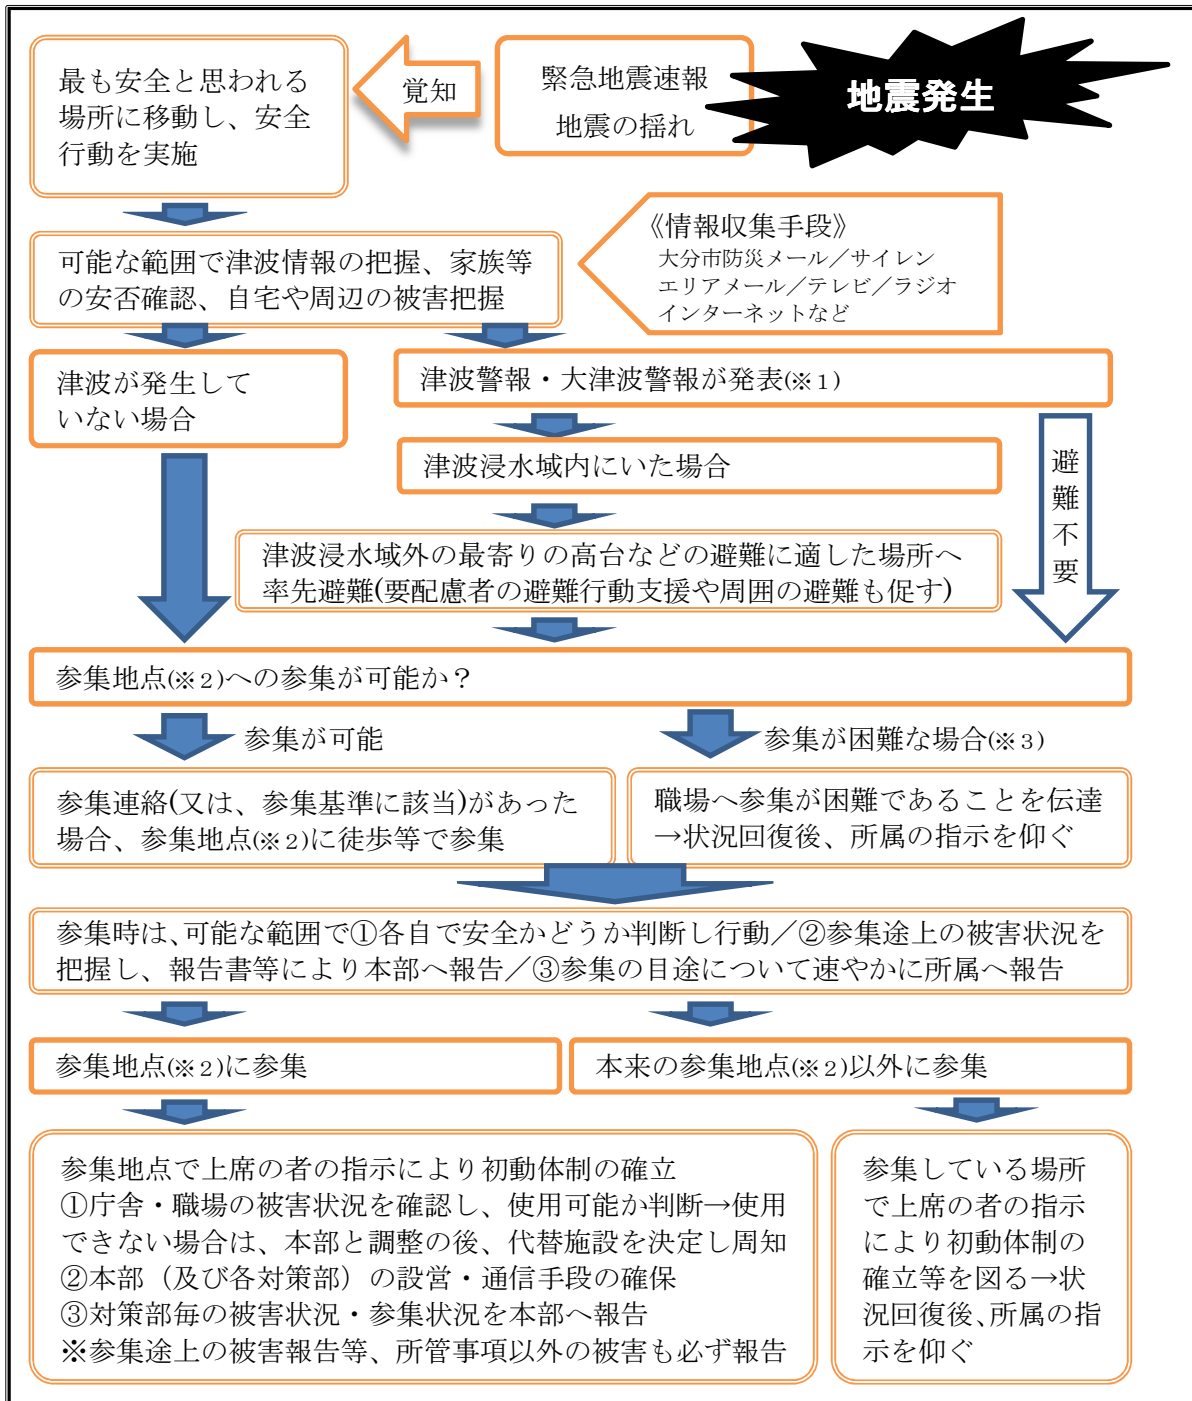 地震発生
緊急地震速報
地震の揺れ
覚知
最も安全と思われる
場所に移動し、安全
行動を実施
可能な範囲で津波情報の把握、家族等
の安否確認、自宅や周辺の被害把握
《情報収集手段》
大分市防災メール／サイレン
エリアメール／テレビ／ラジオ
インターネットなど
津波が発生して
いない場合
津波警報・大津波警報が発表(※1)
津波浸水域内にいた場合
避難不要
津波浸水域外の最寄りの高台などの避難に適した場所へ
率先避難(要配慮者の避難行動支援や周囲の避難も促す)
参集地点(※2)への参集が可能か？
参集が可能
参集が困難な場合(※3)
参集連絡(又は、参集基準に該当)があった
場合、参集地点(※2)に徒歩等で参集
職場へ参集が困難であることを伝達
→状況回復後、所属の指示を仰ぐ
参集時は、可能な範囲で①各自で安全かどうか判断し行動／②参集途上の被害状況を
把握し、報告書等により本部へ報告／③参集の目途について速やかに所属へ報告
参集地点(※2)に参集
本来の参集地点(※2)以外に参集
参集地点で上席の者の指示により初動体制の確立
①庁舎・職場の被害状況を確認し、使用可能か判断→使用
できない場合は、本部と調整の後、代替施設を決定し周知
②本部（及び各対策部）の設営・通信手段の確保
③対策部毎の被害状況・参集状況を本部へ報告
※参集途上の被害報告等、所管事項以外の被害も必ず報告
参集している場所
で上席の者の指示
により初動体制の
確立等を図る→状
況回復後、所属の指
示を仰ぐ